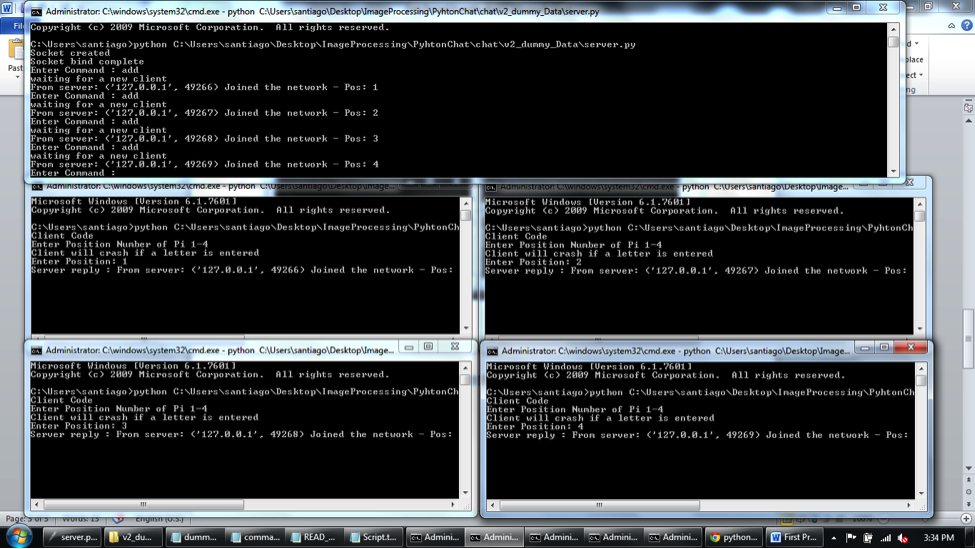 Administrator: C:\windows\system32\cmd.exe - python  C:\Users\santiago\Desktop\ImageProcessing\PyhtonChat\chat\v2_dummy_Data\server.py
Copyright (c) 2009 Microsoft Corporation.  All rights reserved.
C:\Users\santiago>python C:\Users\santiago\Desktop\ImageProcessing\PyhtonChat\chat\v2_dummy_Data\server.py
Socket created
Socket bind complete
Enter Command : add
waiting for a new client
From server: ('127.0.0.1', 49266) Joined the network - Pos: 1
Enter Command : add
waiting for a new client
From server: ('127.0.0.1', 49267) Joined the network - Pos: 2
Enter Command : add
waiting for a new client
From server: ('127.0.0.1', 49268) Joined the network - Pos: 3
Enter Command : add
waiting for a new client
From server: ('127.0.0.1', 49269) Joined the network - Pos: 4
Enter Command :
Fil
Past
place
ect
ng
Administrator: C:\windows\system32\cmd.exe - python  C:\Users\santiago\Desktop\Image...
Microsoft Windows [Version 6.1.7601]
Copyright (c) 2009 Microsoft Corporation.  All rights reserved.
C:\Users\santiago>python C:\Users\santiago\Desktop\ImageProcessing\PyhtonCh
Client Code
Enter Position Number of Pi 1-4
Client will crash if a letter is entered
Enter Position: 1
Server reply : From server: ('127.0.0.1', 49266) Joined the network - Pos:
Administrator: C:\windows\system32\cmd.exe - python  C:\Users\santiago\Desktop\Image...
Microsoft Windows [Version 6.1.7601]
Copyright (c) 2009 Microsoft Corporation.  All rights reserved.
C:\Users\santiago>python C:\Users\santiago\Desktop\ImageProcessing\PyhtonCh
Client Code
Enter Position Number of Pi 1-4
Client will crash if a letter is entered
Enter Position: 2
Server reply : From server: ('127.0.0.1', 49267) Joined the network - Pos:
Administrator: C:\windows\system32\cmd.exe - python  C:\Users\santiago\Desktop\Image...
Microsoft Windows [Version 6.1.7601]
Copyright (c) 2009 Microsoft Corporation.  All rights reserved.
C:\Users\santiago>python C:\Users\santiago\Desktop\ImageProcessing\PyhtonCh
Client Code
Enter Position Number of Pi 1-4
Client will crash if a letter is entered
Enter Position: 3
Server reply : From server: ('127.0.0.1', 49268) Joined the network - Pos:
Administrator: C:\windows\system32\cmd.exe - python  C:\Users\santiago\Desktop\Image...
Microsoft Windows [Version 6.1.7601]
Copyright (c) 2009 Microsoft Corporation.  All rights reserved.
C:\Users\santiago>python C:\Users\santiago\Desktop\ImageProcessing\PyhtonCh
Client Code
Enter Position Number of Pi 1-4
Client will crash if a letter is entered
Enter Position: 4
Server reply : From server: ('127.0.0.1', 49269) Joined the network - Pos:
server.p... v2_du... dumm... comma... READ_... Script.t... Admini... Admini... Admini... Admini... Admini... python... First Pr... 3:34 PM